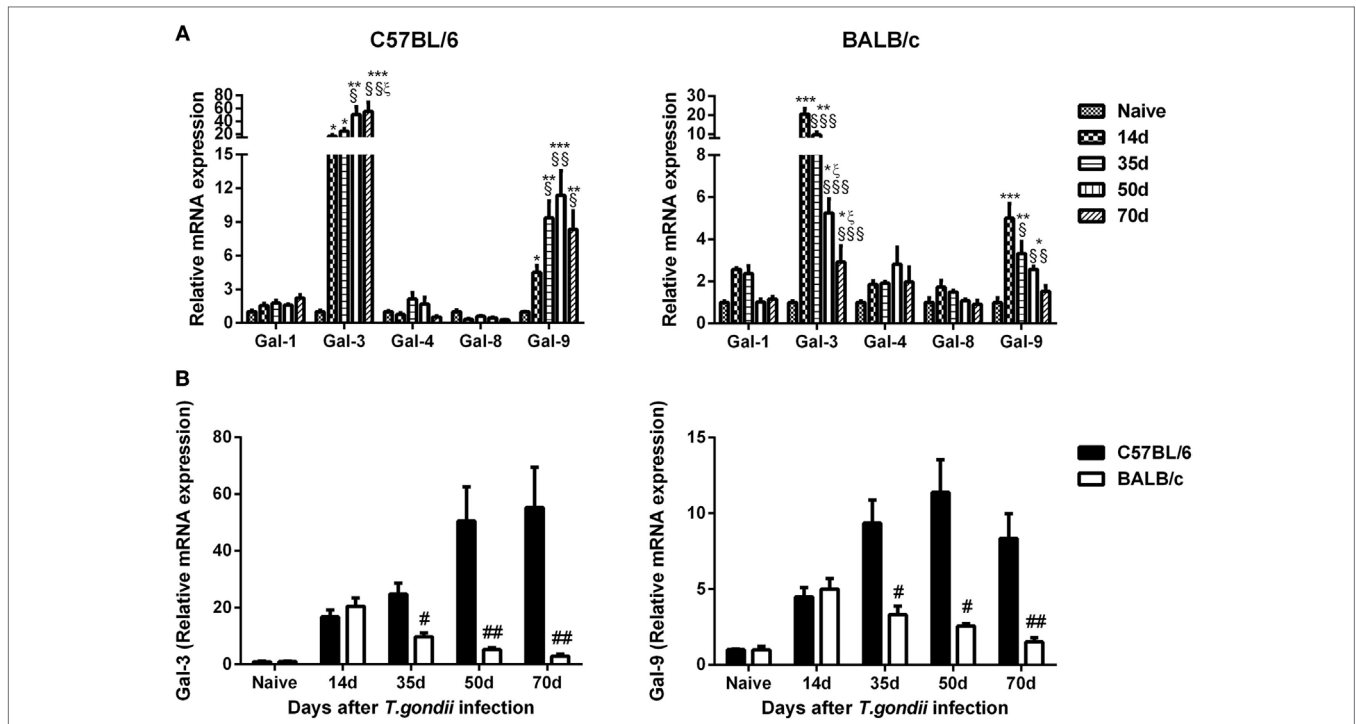 A
C57BL/6
BALB/c
Relative mRNA expression
80
60
40
20
15
12
9
6
3
0
* * ** § *** §§ξ
* ** § *** §§ ** §
Gal-1 Gal-3 Gal-4 Gal-8 Gal-9
Relative mRNA expression
30
20
10
8
6
4
2
0
*** ** §§§ *ξ §§§ *ξ §§§
*** ** § * §§
Gal-1 Gal-3 Gal-4 Gal-8 Gal-9
Naive
14d
35d
50d
70d
B
Gal-3 (Relative mRNA expression)
80
60
40
20
0
# ## ##
Naive 14d 35d 50d 70d
Days after T.gondii infection
Gal-9 (Relative mRNA expression)
15
10
5
0
# # ##
Naive 14d 35d 50d 70d
Days after T.gondii infection
C57BL/6
BALB/c